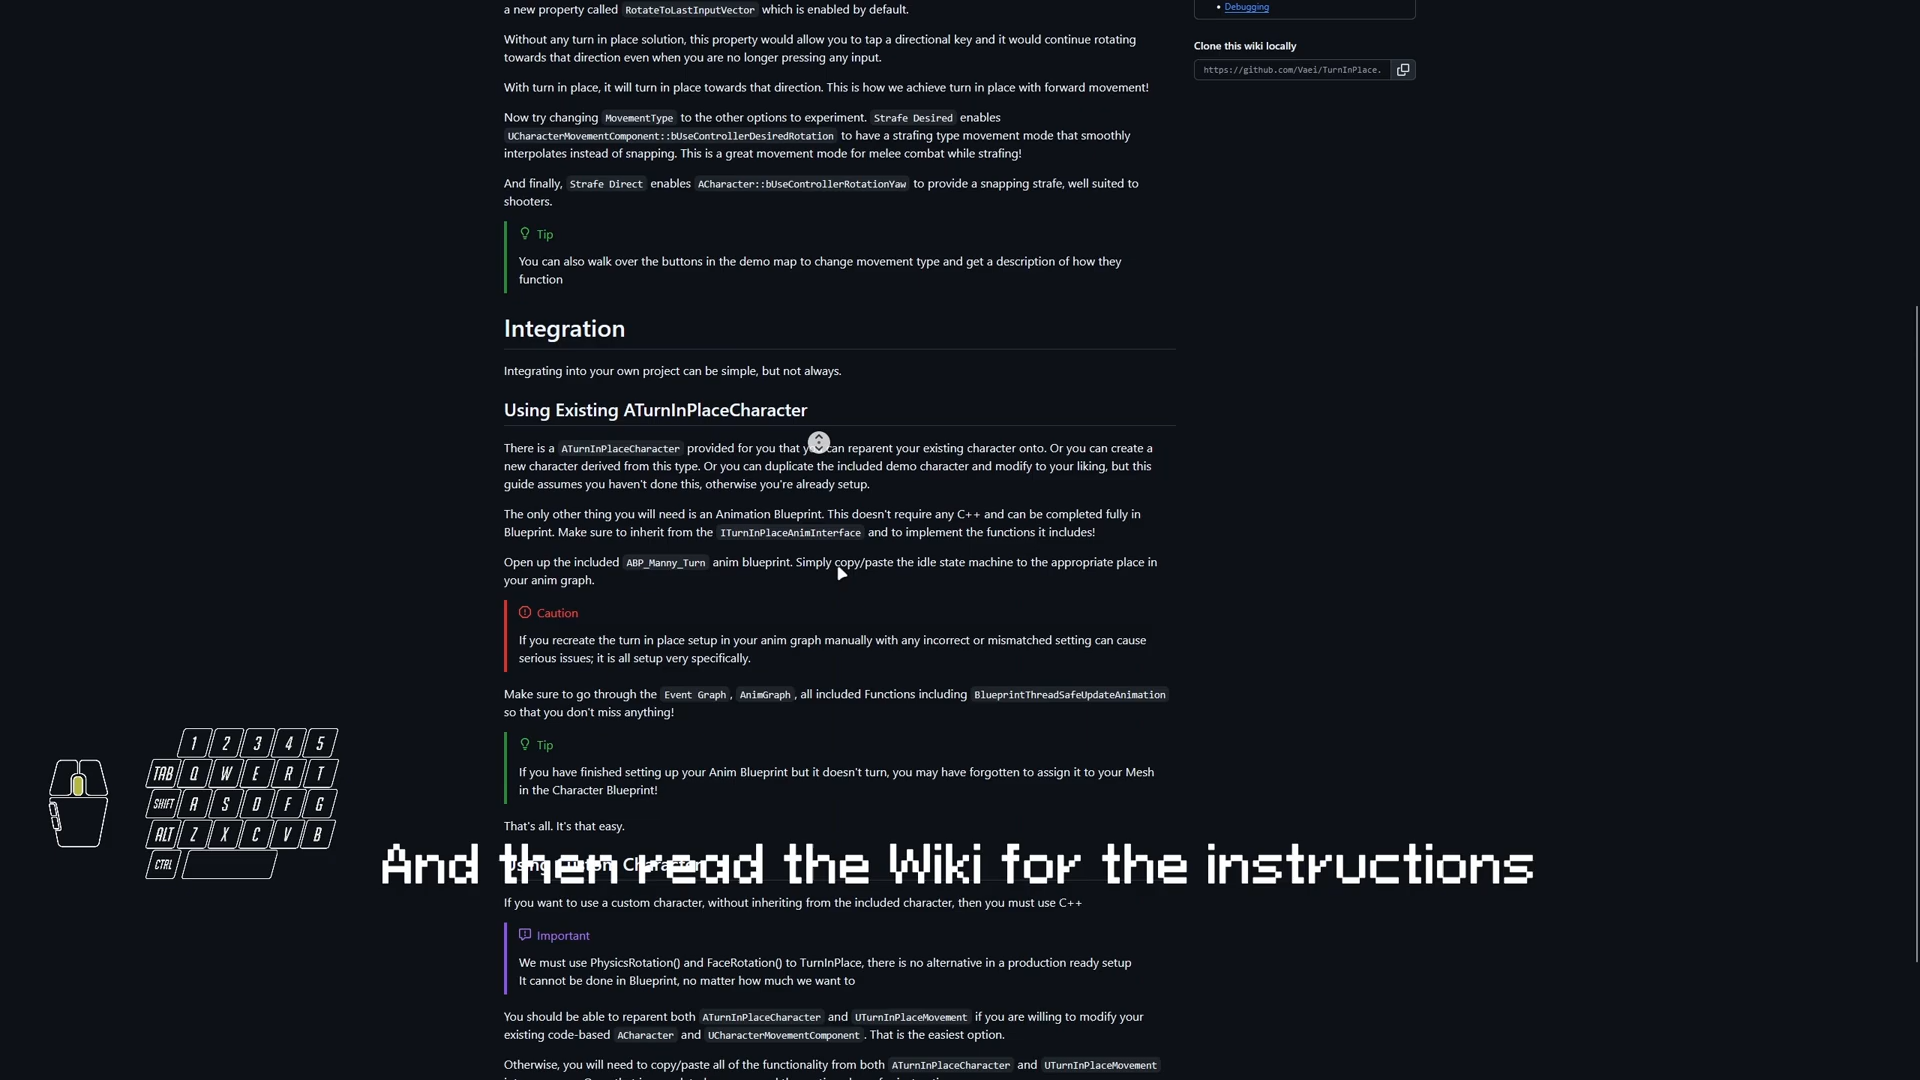 a new property called RotateToLastInputVector which is enabled by default.
Debugging
Without any turn in place solution, this property would allow you to tap a directional key and it would continue rotating
towards that direction even when you are no longer pressing any input.
Clone this wiki locally
https://github.com/Vaei/TurnInPlace.
With turn in place, it will turn in place towards that direction. This is how we achieve turn in place with forward movement!
Now try changing MovementType to the other options to experiment. Strafe Desired enables
UCharacterMovementComponent::bUseControllerDesiredRotation to have a strafing type movement mode that smoothly
interpolates instead of snapping. This is a great movement mode for melee combat while strafing!
And finally, Strafe Direct enables ACharacter::bUseControllerRotationYaw to provide a snapping strafe, well suited to
shooters.
Tip
You can also walk over the buttons in the demo map to change movement type and get a description of how they
function
Integration
Integrating into your own project can be simple, but not always.
Using Existing ATurnInPlaceCharacter
There is a ATurnInPlaceCharacter provided for you that can reparent your existing character onto. Or you can create a
new character derived from this type. Or you can duplicate the included demo character and modify to your liking, but this
guide assumes you haven't done this, otherwise you're already setup.
The only other thing you will need is an Animation Blueprint. This doesn't require any C++ and can be completed fully in
Blueprint. Make sure to inherit from the ITurnInPlaceAnimInterface and to implement the functions it includes!
Open up the included ABP_Manny_Turn anim blueprint. Simply copy/paste the idle state machine to the appropriate place in
your anim graph.
Caution
If you recreate the turn in place setup in your anim graph manually with any incorrect or mismatched setting can cause
serious issues; it is all setup very specifically.
Make sure to go through the Event Graph, AnimGraph, all included Functions including BlueprintThreadSafeUpdateAnimation
so that you don't miss anything!
Tip
If you have finished setting up your Anim Blueprint but it doesn't turn, you may have forgotten to assign it to your Mesh
in the Character Blueprint!
1 2 3 4 5
TAB Q W E R T
SHIFT A S D F G
ALT Z X C V B
CTRL
That's all. It's that easy.
And then read the Wiki for the instructions
If you want to use a custom character, without inheriting from the included character, then you must use C++
Important
We must use PhysicsRotation() and FaceRotation() to TurnInPlace, there is no alternative in a production ready setup
It cannot be done in Blueprint, no matter how much we want to
You should be able to reparent both ATurnInPlaceCharacter and UTurnInPlaceMovement if you are willing to modify your
existing code-based ACharacter and UCharacterMovementComponent. That is the easiest option.
Otherwise, you will need to copy/paste all of the functionality from both ATurnInPlaceCharacter and UTurnInPlaceMovement